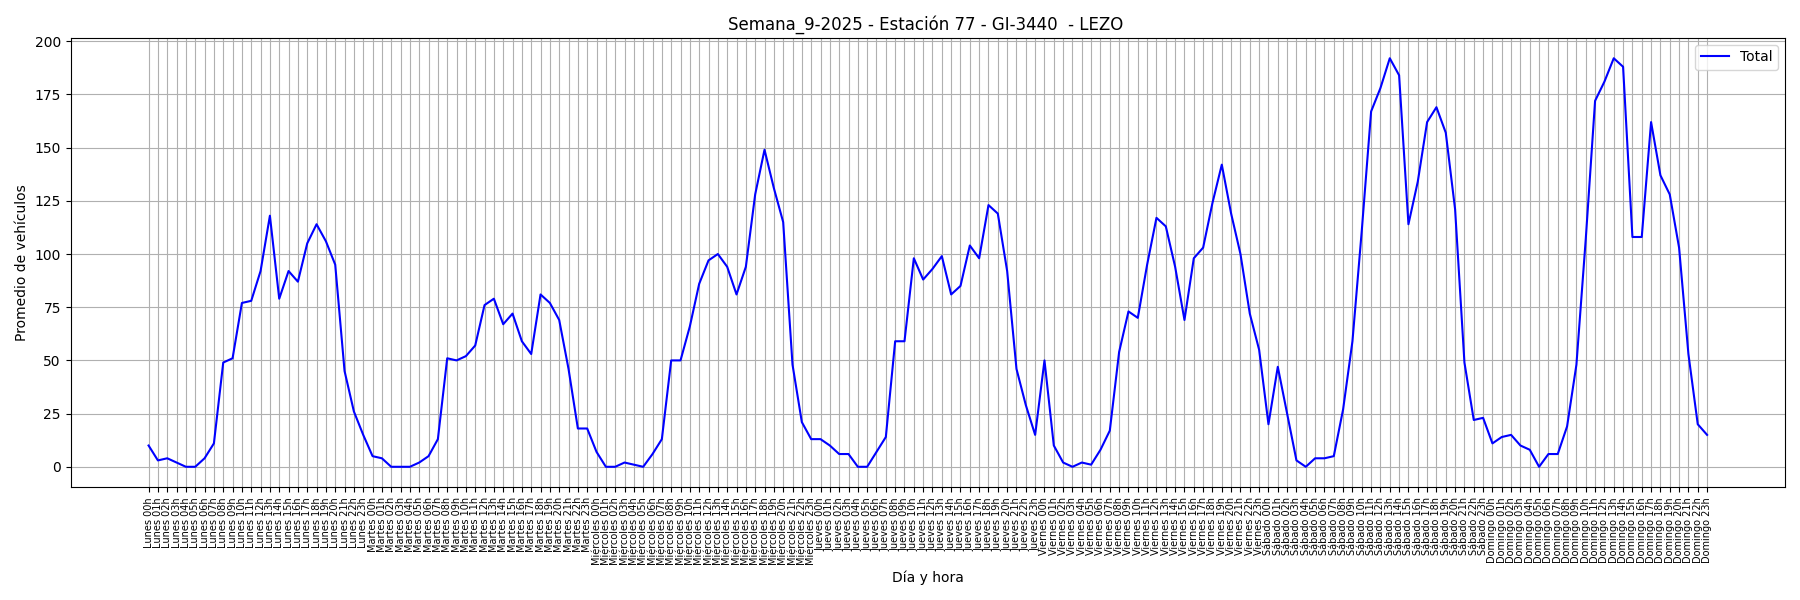 Semana_9-2025 - Estación 77 - GI-3440  - LEZO
Total
Promedio de vehículos
200
175
150
125
100
75
50
25
0
Lunes 00h
Lunes 01h
Lunes 02h
Lunes 03h
Lunes 04h
Lunes 05h
Lunes 06h
Lunes 07h
Lunes 08h
Lunes 09h
Lunes 10h
Lunes 11h
Lunes 12h
Lunes 13h
Lunes 14h
Lunes 15h
Lunes 16h
Lunes 17h
Lunes 18h
Lunes 19h
Lunes 20h
Lunes 21h
Lunes 22h
Lunes 23h
Martes 00h
Martes 01h
Martes 02h
Martes 03h
Martes 04h
Martes 05h
Martes 06h
Martes 07h
Martes 08h
Martes 09h
Martes 10h
Martes 11h
Martes 12h
Martes 13h
Martes 14h
Martes 15h
Martes 16h
Martes 17h
Martes 18h
Martes 19h
Martes 20h
Martes 21h
Martes 22h
Martes 23h
Miércoles 00h
Miércoles 01h
Miércoles 02h
Miércoles 03h
Miércoles 04h
Miércoles 05h
Miércoles 06h
Miércoles 07h
Miércoles 08h
Miércoles 09h
Miércoles 10h
Miércoles 11h
Miércoles 12h
Miércoles 13h
Miércoles 14h
Miércoles 15h
Miércoles 16h
Miércoles 17h
Miércoles 18h
Miércoles 19h
Miércoles 20h
Miércoles 21h
Miércoles 22h
Miércoles 23h
Jueves 00h
Jueves 01h
Jueves 02h
Jueves 03h
Jueves 04h
Jueves 05h
Jueves 06h
Jueves 07h
Jueves 08h
Jueves 09h
Jueves 10h
Jueves 11h
Jueves 12h
Jueves 13h
Jueves 14h
Jueves 15h
Jueves 16h
Jueves 17h
Jueves 18h
Jueves 19h
Jueves 20h
Jueves 21h
Jueves 22h
Jueves 23h
Viernes 00h
Viernes 01h
Viernes 02h
Viernes 03h
Viernes 04h
Viernes 05h
Viernes 06h
Viernes 07h
Viernes 08h
Viernes 09h
Viernes 10h
Viernes 11h
Viernes 12h
Viernes 13h
Viernes 14h
Viernes 15h
Viernes 16h
Viernes 17h
Viernes 18h
Viernes 19h
Viernes 20h
Viernes 21h
Viernes 22h
Viernes 23h
Sábado 00h
Sábado 01h
Sábado 02h
Sábado 03h
Sábado 04h
Sábado 05h
Sábado 06h
Sábado 07h
Sábado 08h
Sábado 09h
Sábado 10h
Sábado 11h
Sábado 12h
Sábado 13h
Sábado 14h
Sábado 15h
Sábado 16h
Sábado 17h
Sábado 18h
Sábado 19h
Sábado 20h
Sábado 21h
Sábado 22h
Sábado 23h
Domingo 00h
Domingo 01h
Domingo 02h
Domingo 03h
Domingo 04h
Domingo 05h
Domingo 06h
Domingo 07h
Domingo 08h
Domingo 09h
Domingo 10h
Domingo 11h
Domingo 12h
Domingo 13h
Domingo 14h
Domingo 15h
Domingo 16h
Domingo 17h
Domingo 18h
Domingo 19h
Domingo 20h
Domingo 21h
Domingo 22h
Domingo 23h
Día y hora